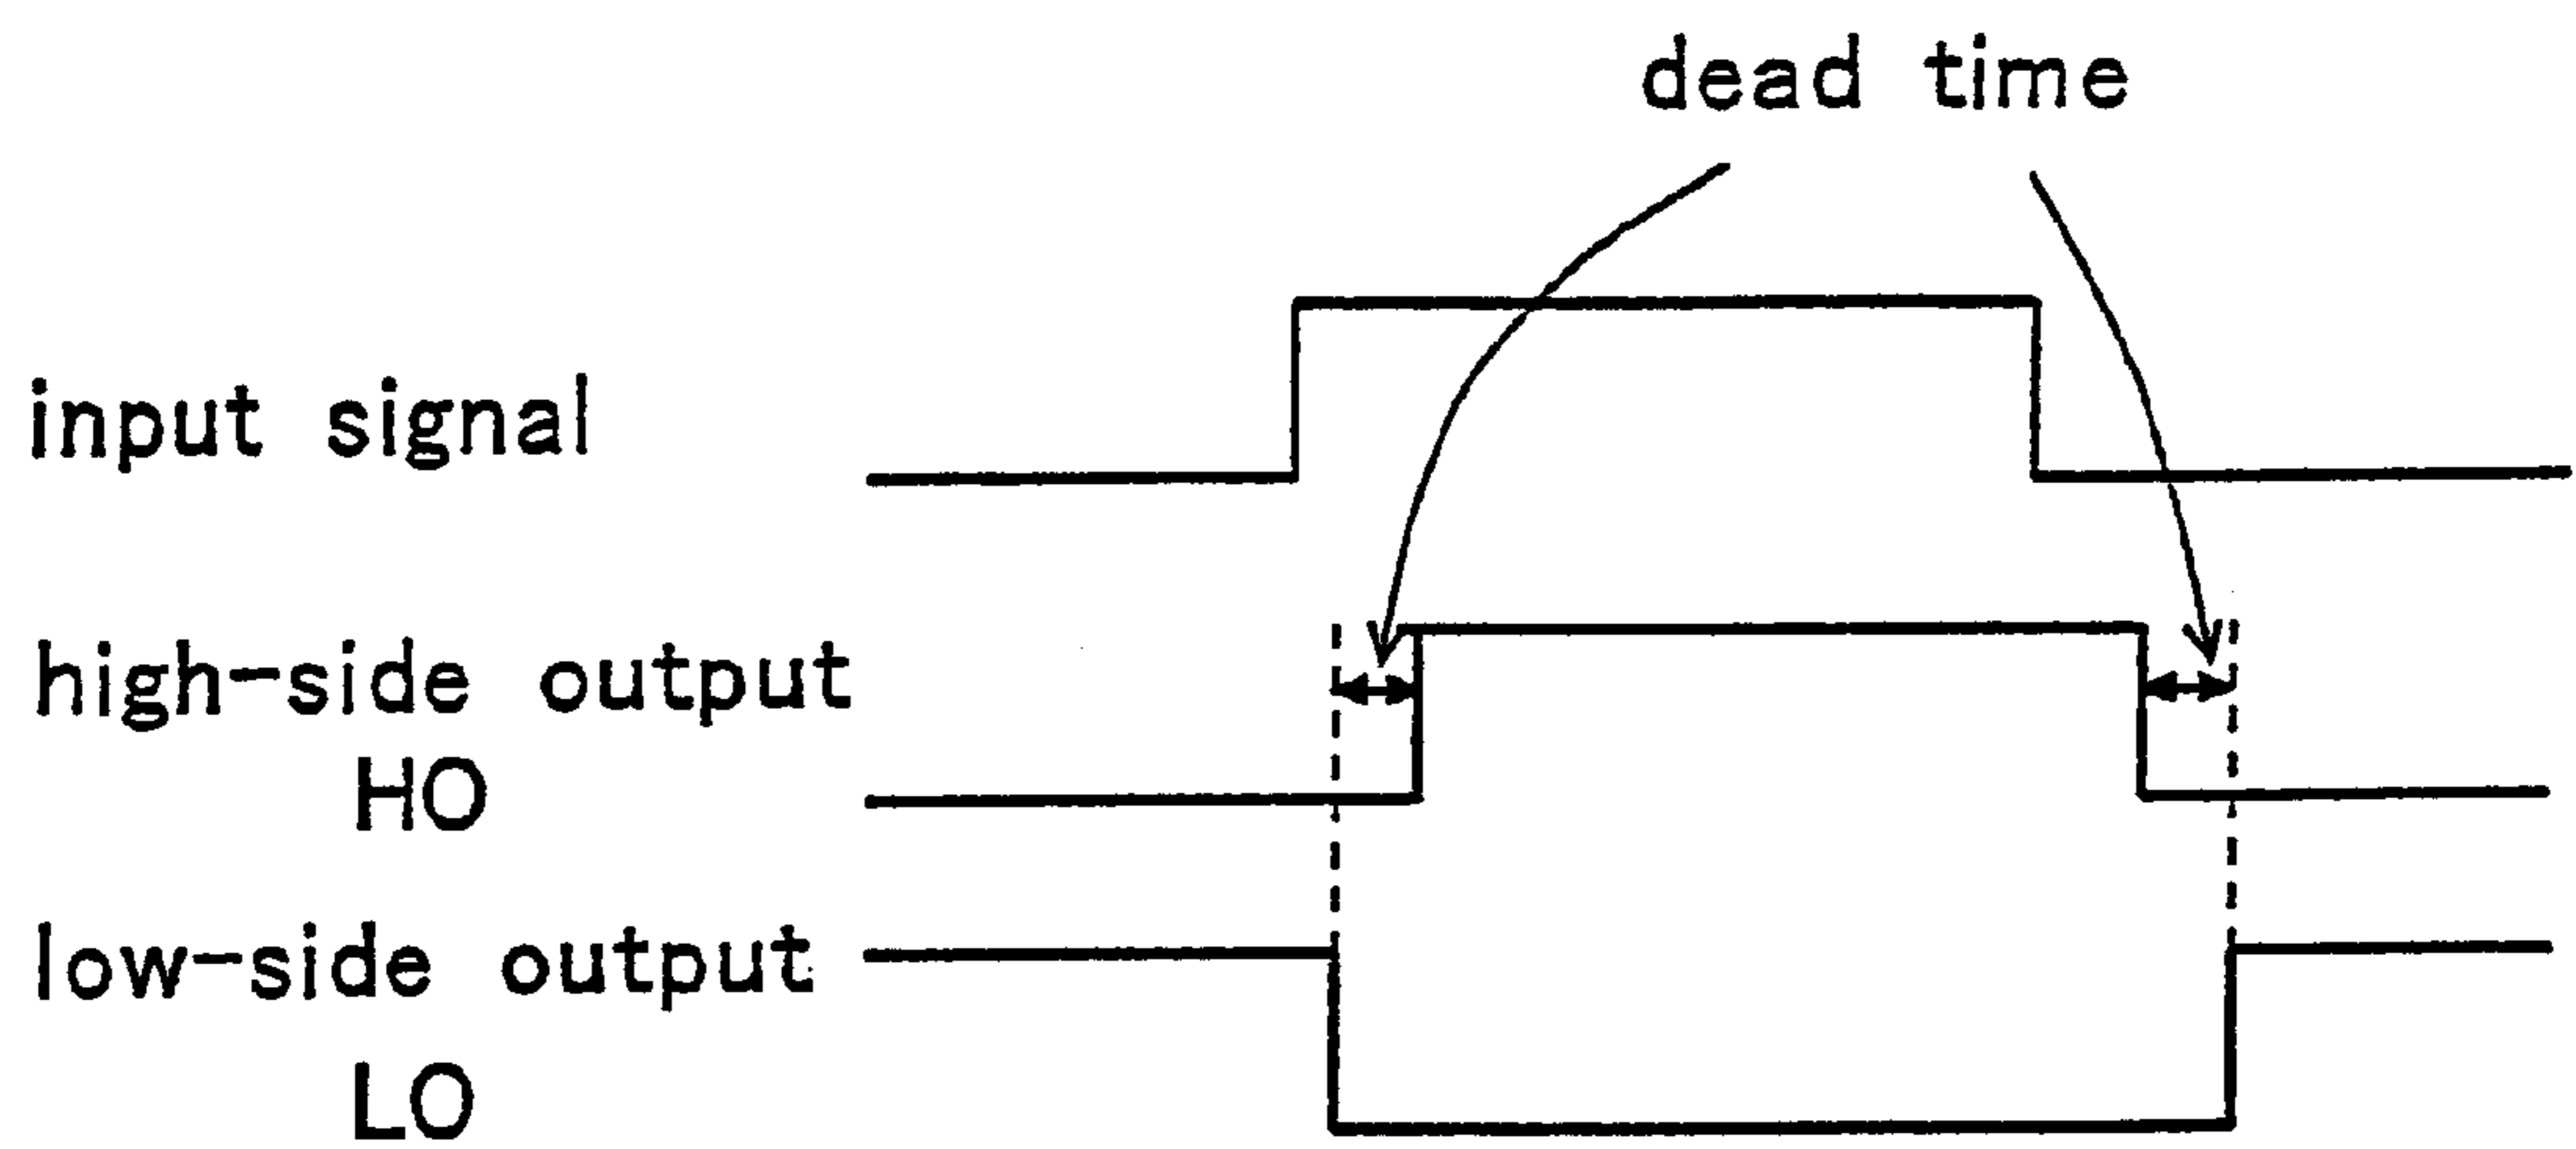 dead time
input signal
high-side output
HO
low-side output
LO